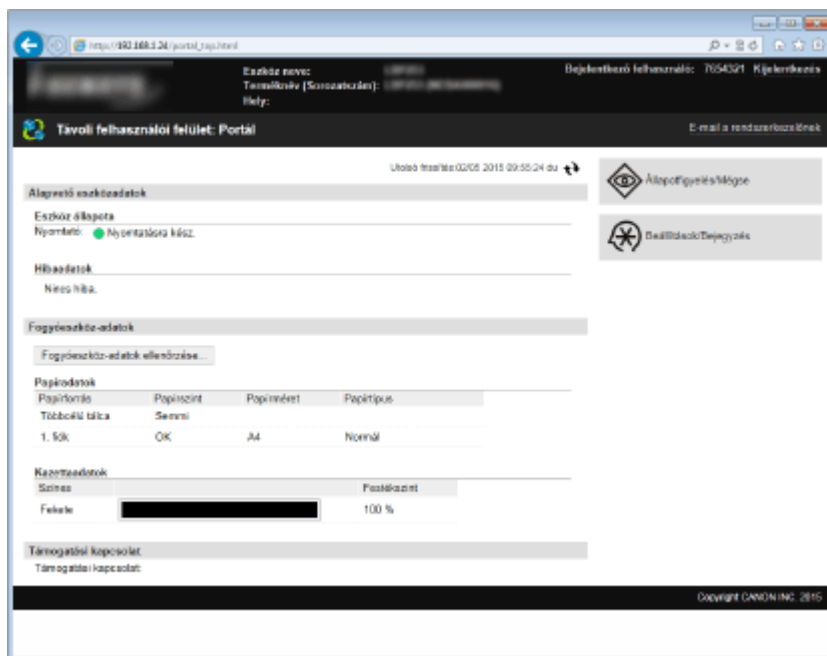 http://192.168.1.24/portal_top.html
Eszköz neve:
Terméknév (Sorozatszám):
Hely:
Bejelentkező felhasználó: 7654321 Kijelentkezés
Távoli felhasználói felület: Portál
E-mail a rendszerkezelőnek
Utolsó frissítés:02/05 2015 09:55:24 du
Alapvető eszközadatok
Állapotfigyelés/Mégse
Eszköz állapota
Nyomtató: Nyomtatásra kész.
Beállítások/Bejegyzés
Hibaadatok
Nincs hiba.
Fogyóeszköz-adatok
Fogyóeszköz-adatok ellenőrzése...
Papíradatok
Papírforrás Papírszint Papírméret Papírtípus
Többcélú tálca Semmi
1. fiók OK A4 Normál
Kazettaadatok
Színes Festékszint
Fekete 100 %
Támogatási kapcsolat
Támogatási kapcsolat:
Copyright CANON INC. 2015